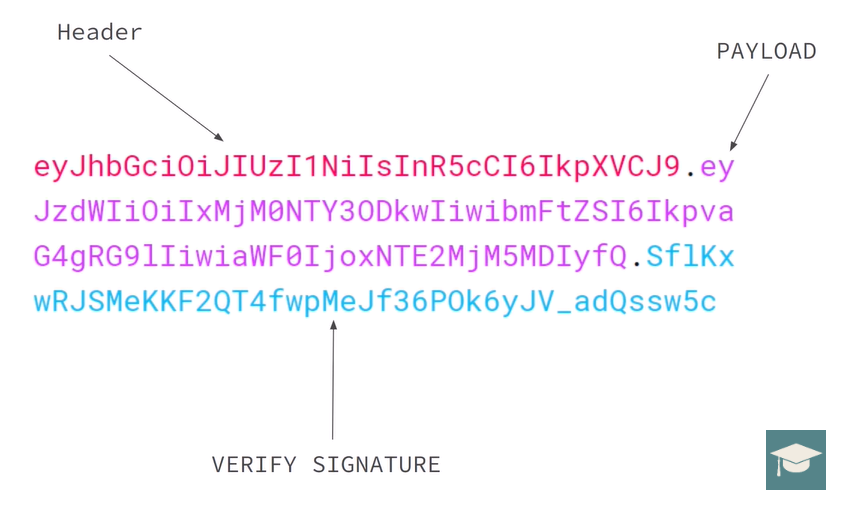 Header
PAYLOAD
eyJhbGciOiJIUzI1NiIsInR5cCI6IkpXVCJ9.ey
JzdWIiOiIxMjM0NTY3ODkwIiwibmFtZSI6Ikpva
G4gRG9lIiwiaWF0IjoxNTE2MjM5MDIyfQ.SflKx
wRJSMeKKF2QT4fwpMeJf36POk6yJV_adQssw5c
VERIFY SIGNATURE